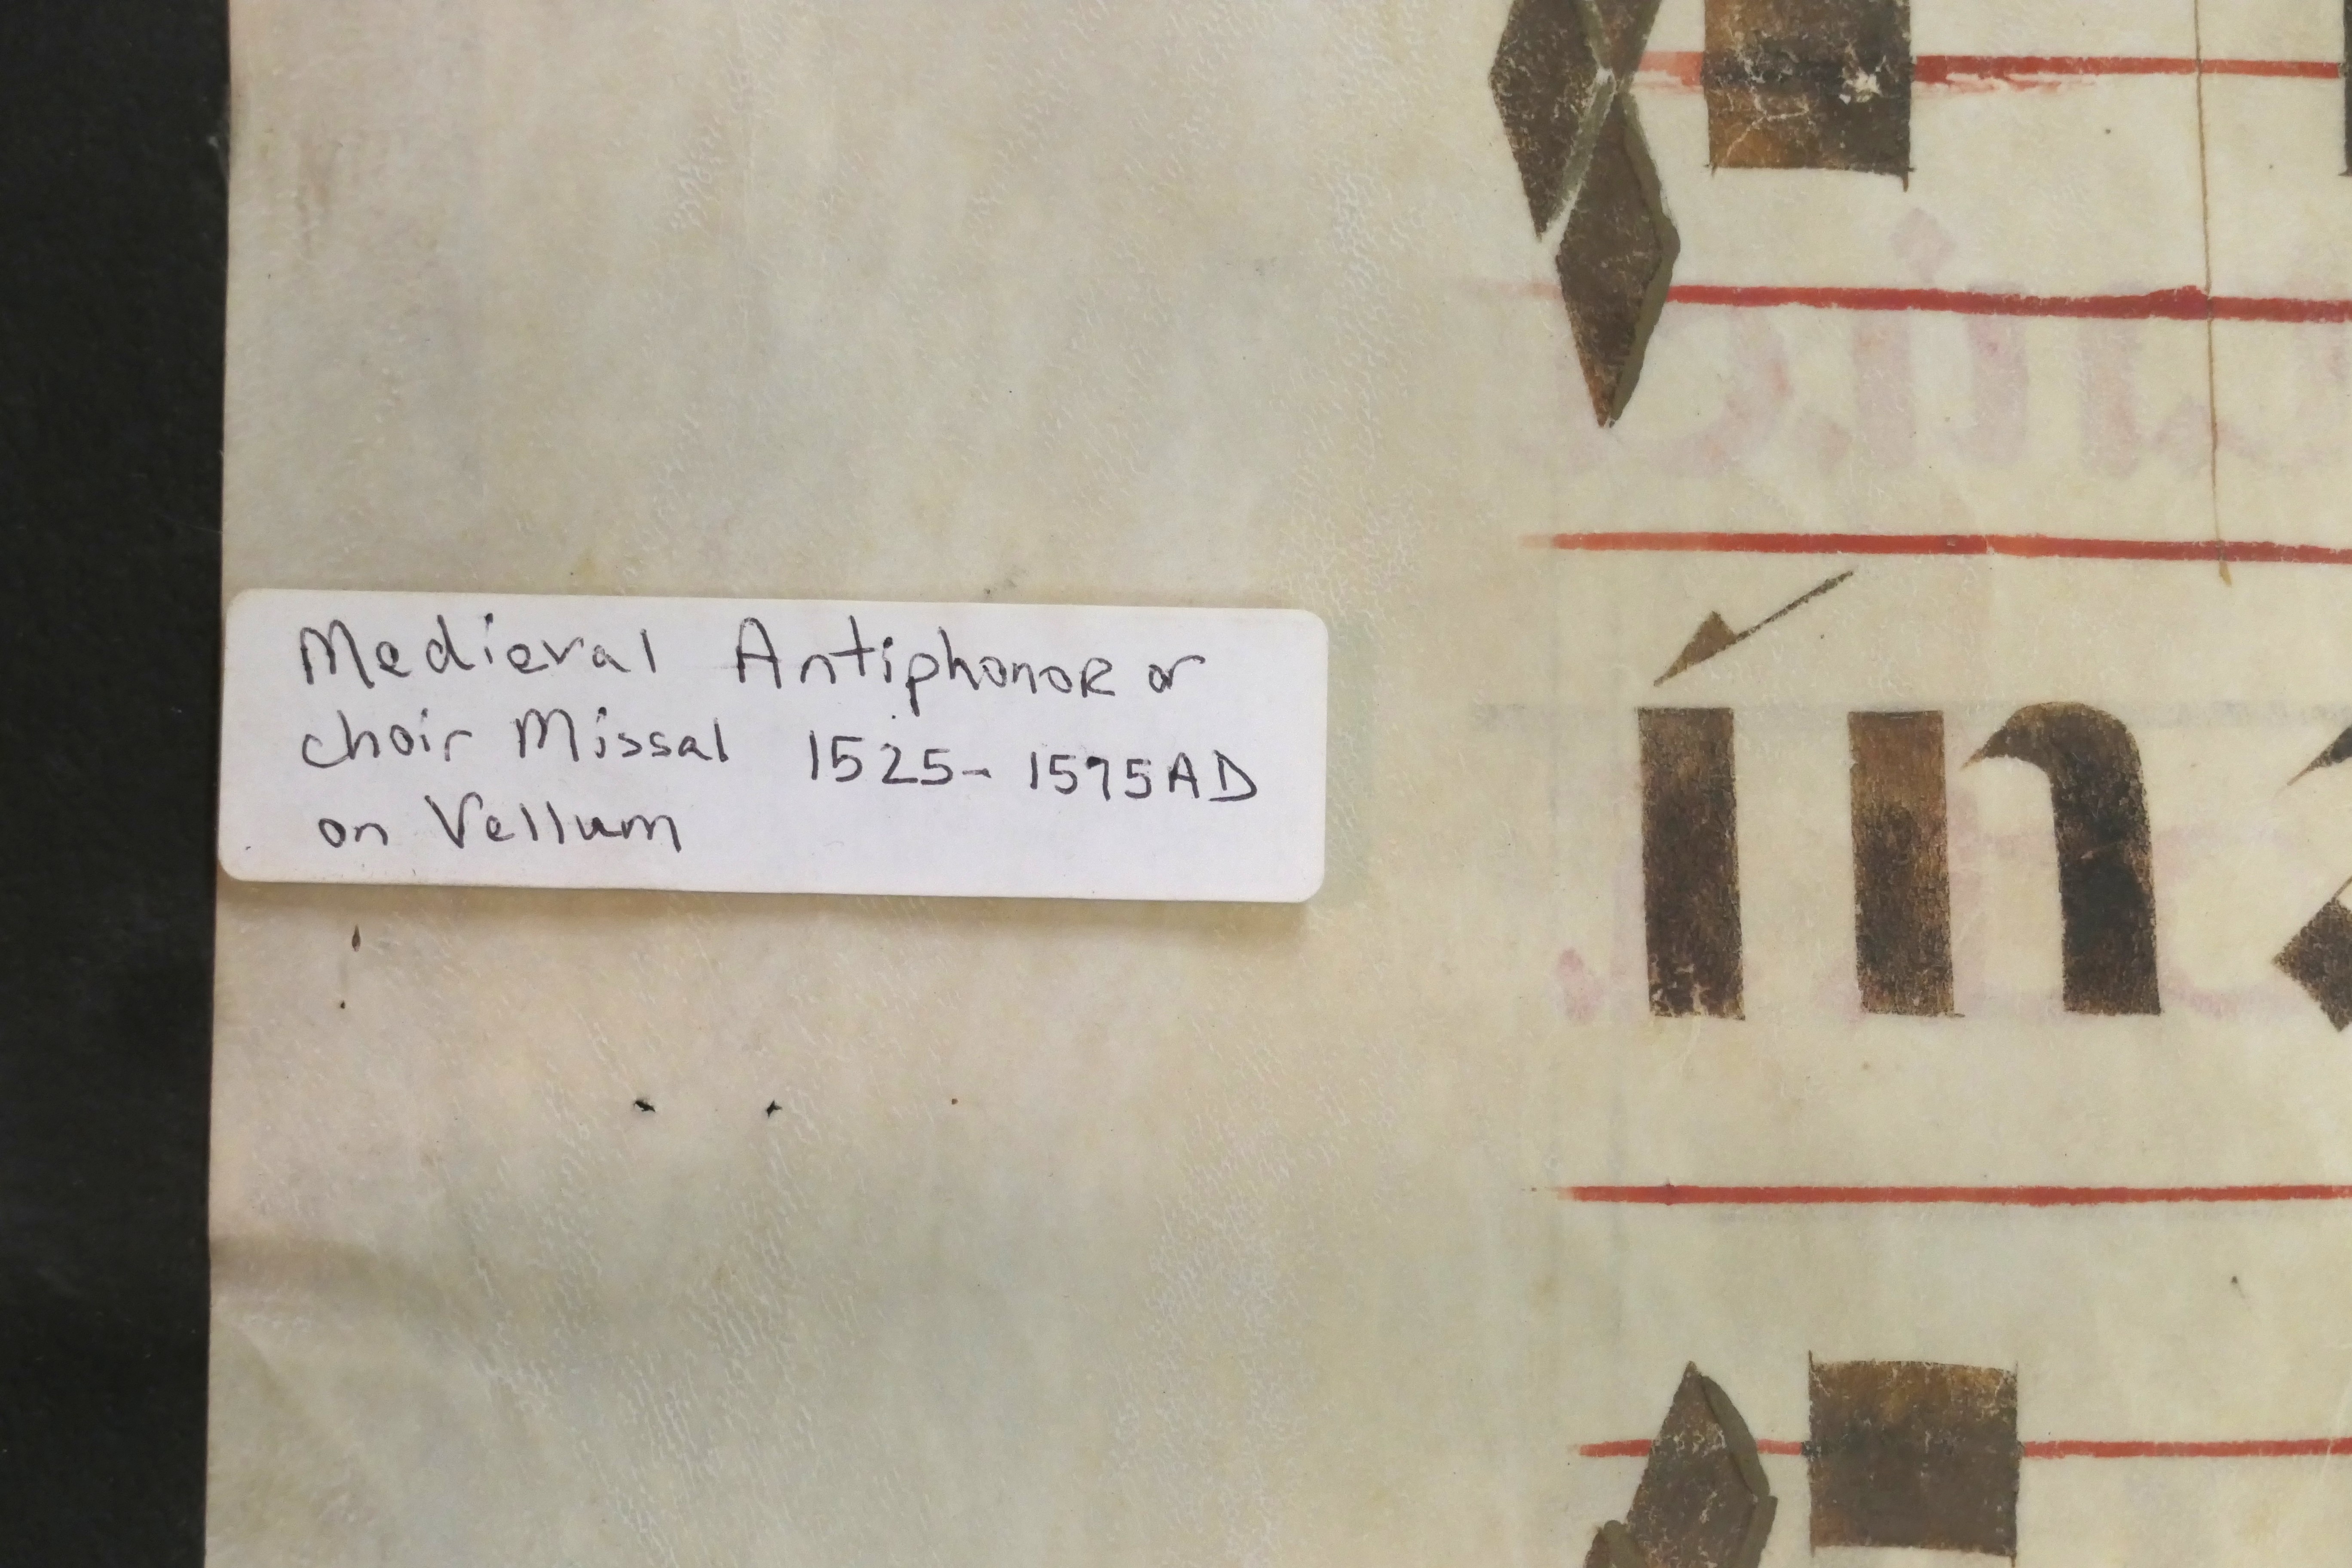 Medieval Antiphonor or
choir Missal 1525- 1575AD
on Vellum
in